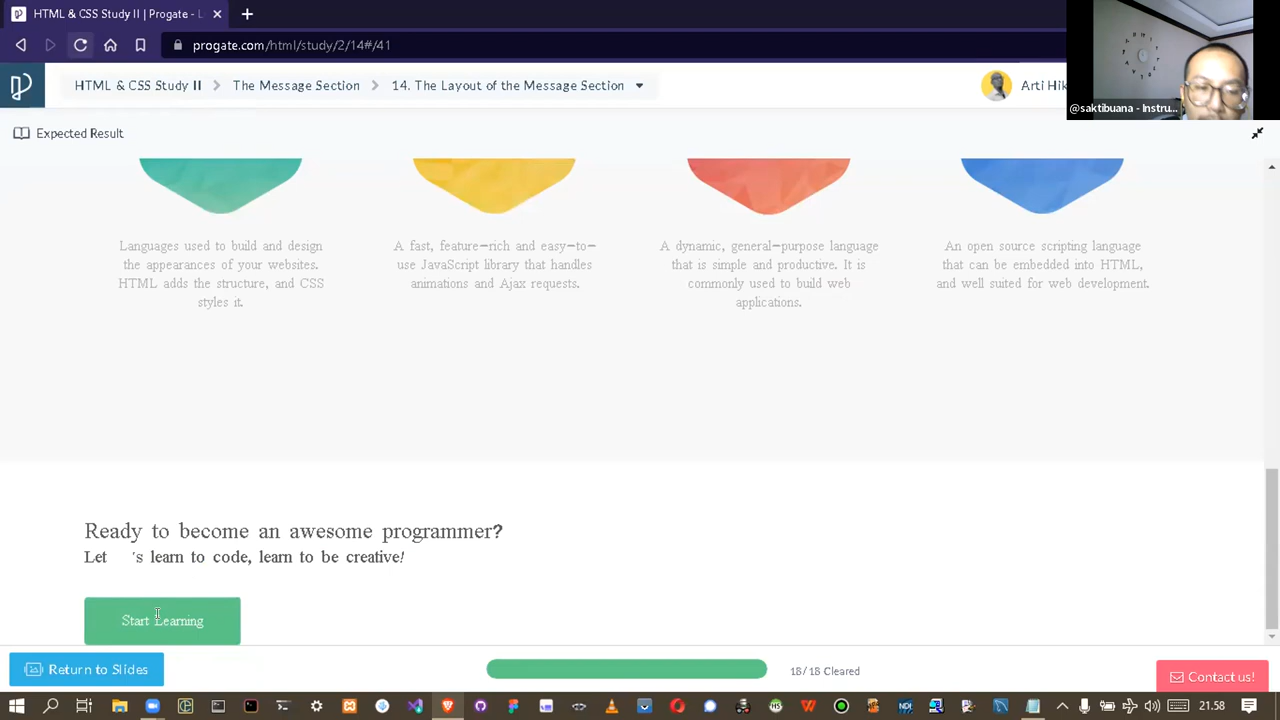 HTML & CSS Study II | Progate - L
progate.com/html/study/2/14#/41
HTML & CSS Study II
The Message Section
14. The Layout of the Message Section
Arti Hik
@saktibuana - Instru...
Expected Result
Languages used to build and design
the appearances of your websites.
HTML adds the structure, and CSS
styles it.
A fast, feature-rich and easy-to-
use JavaScript library that handles
animations and Ajax requests.
A dynamic, general-purpose language
that is simple and productive. It is
commonly used to build web
applications.
An open source scripting language
that can be embedded into HTML,
and well suited for web development.
Ready to become an awesome programmer?
Let 's learn to code, learn to be creative!
Start Learning
Return to Slides
18/18 Cleared
Contact us!
21.58